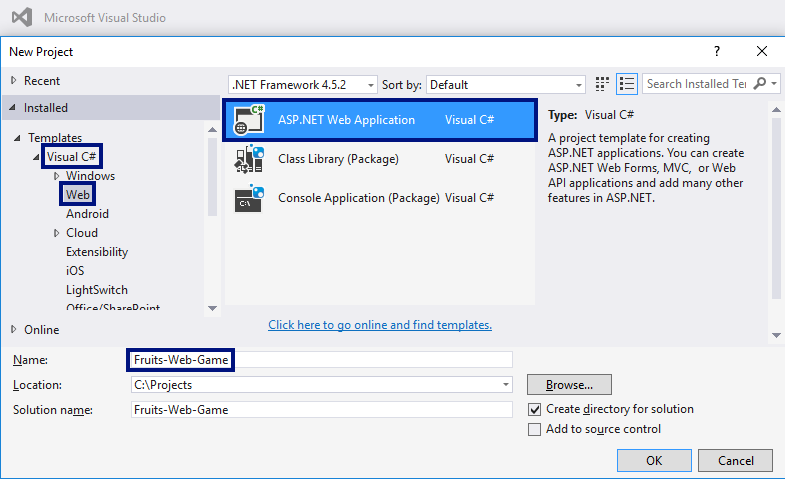 Microsoft Visual Studio
New Project
?
Recent
.NET Framework 4.5.2
Sort by:
Default
Installed
Templates
Visual C#
Windows
Web
Android
Cloud
Extensibility
iOS
LightSwitch
Office/SharePoint
Online
C#
ASP.NET Web Application Visual C#
Class Library (Package) Visual C#
C:\
Console Application (Package) Visual C#
Click here to go online and find templates.
Search Installed
Type: Visual C#
A project template for creating
ASP.NET applications. You can create
ASP.NET Web Forms, MVC, or Web
API applications and add many other
features in ASP.NET.
Name: Fruits-Web-Game
Location: C:\Projects
Browse...
Solution name: Fruits-Web-Game
Create directory for solution
Add to source control
OK
Cancel